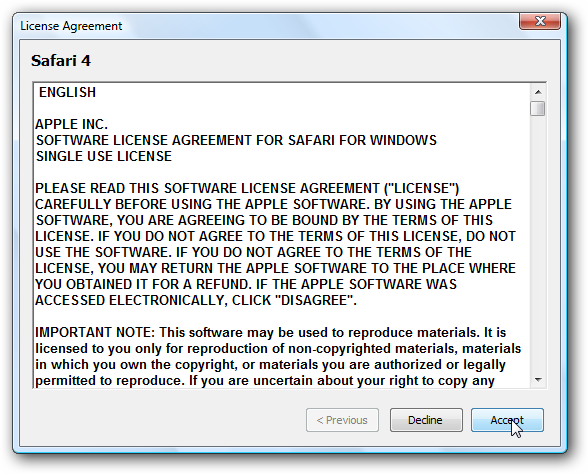 License Agreement
Safari 4
ENGLISH
APPLE INC.
SOFTWARE LICENSE AGREEMENT FOR SAFARI FOR WINDOWS
SINGLE USE LICENSE
PLEASE READ THIS SOFTWARE LICENSE AGREEMENT ("LICENSE")
CAREFULLY BEFORE USING THE APPLE SOFTWARE. BY USING THE APPLE
SOFTWARE, YOU ARE AGREEING TO BE BOUND BY THE TERMS OF THIS
LICENSE. IF YOU DO NOT AGREE TO THE TERMS OF THIS LICENSE, DO NOT
USE THE SOFTWARE. IF YOU DO NOT AGREE TO THE TERMS OF THE
LICENSE, YOU MAY RETURN THE APPLE SOFTWARE TO THE PLACE WHERE
YOU OBTAINED IT FOR A REFUND. IF THE APPLE SOFTWARE WAS
ACCESSED ELECTRONICALLY, CLICK "DISAGREE".
IMPORTANT NOTE: This software may be used to reproduce materials. It is
licensed to you only for reproduction of non-copyrighted materials, materials
in which you own the copyright, or materials you are authorized or legally
permitted to reproduce. If you are uncertain about your right to copy any
< Previous Decline Accept